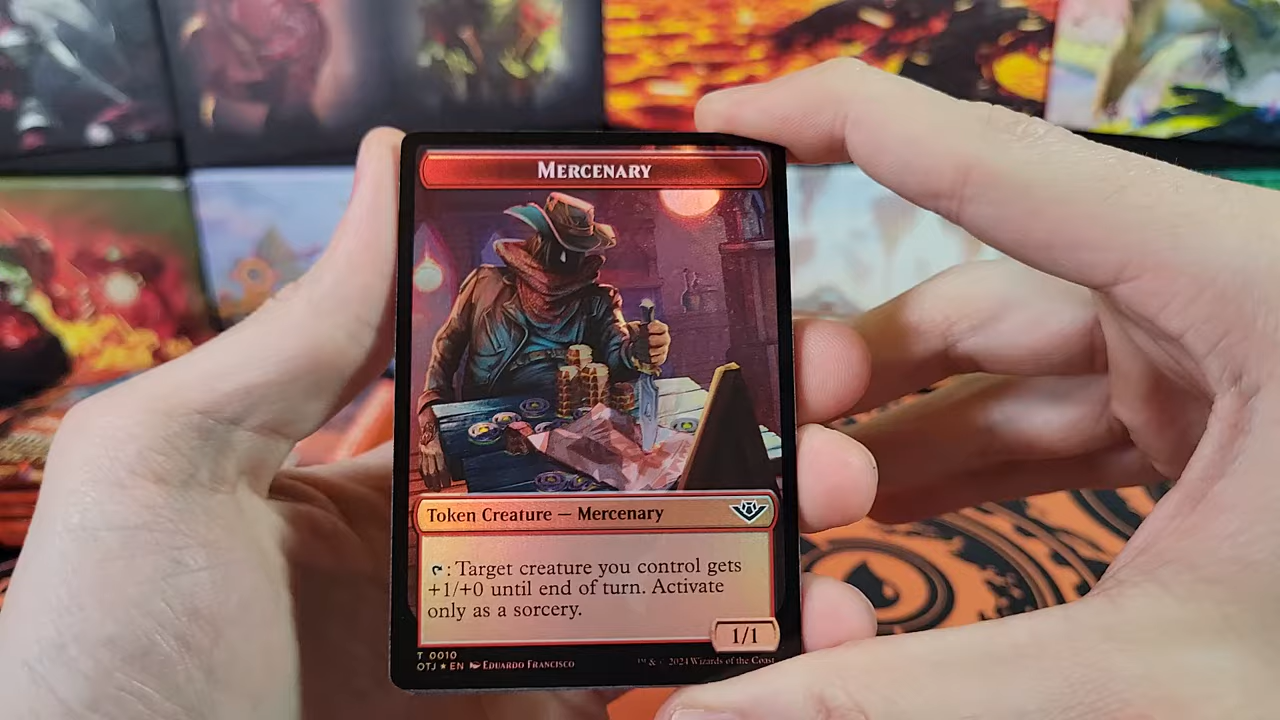 MERCENARY
Token Creature — Mercenary
: Target creature you control gets
+1/+0 until end of turn. Activate
only as a sorcery.
1/1
T 0010
OTJ ★ EN EDUARDO FRANCISCO
™ & © 2024 Wizards of the Coast